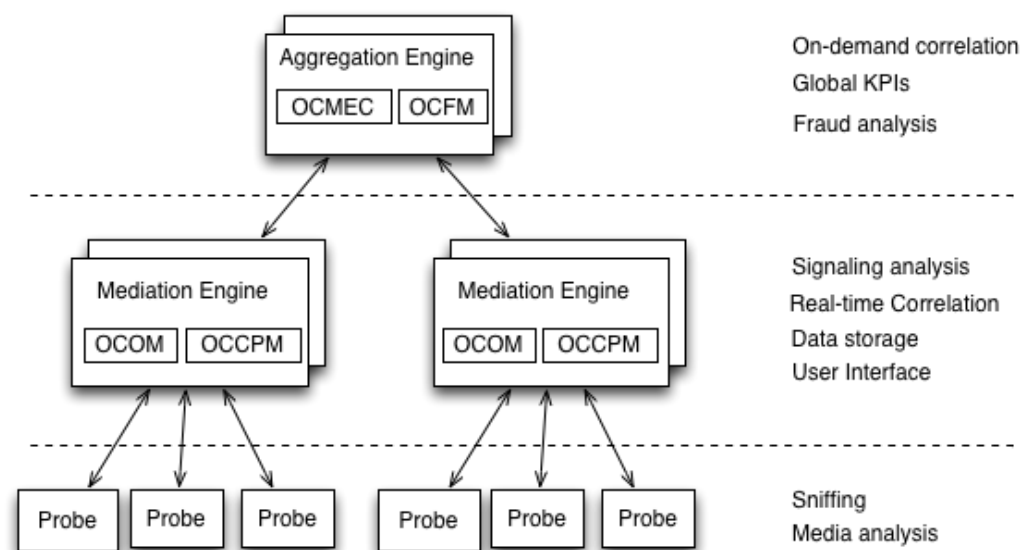 Aggregation Engine
OCMEC
OCFM
On-demand correlation
Global KPIs
Fraud analysis
Mediation Engine
OCOM
OCCPM
Mediation Engine
OCOM
OCCPM
Signaling analysis
Real-time Correlation
Data storage
User Interface
Probe
Probe
Probe
Probe
Probe
Probe
Sniffing
Media analysis